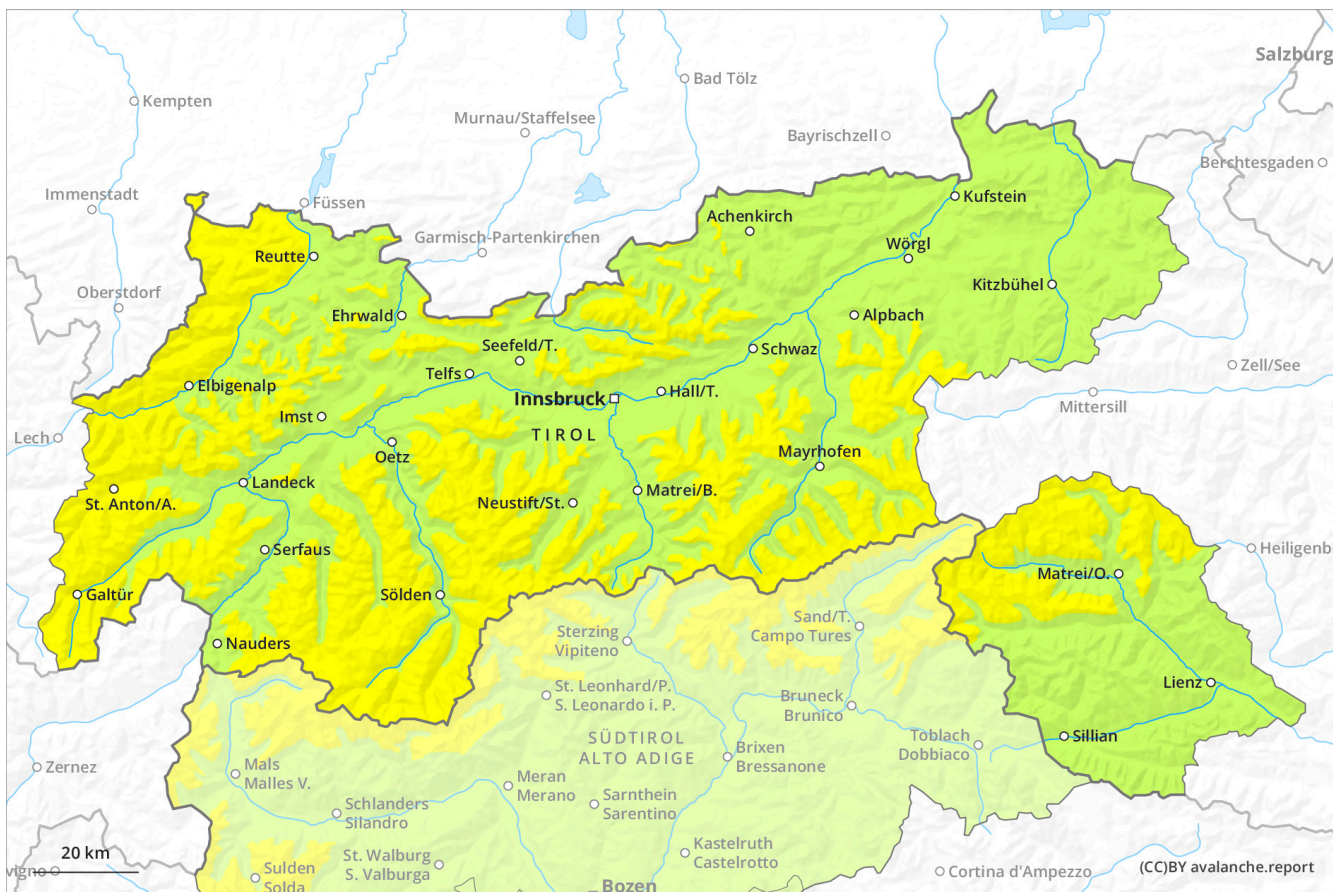 Salzburg
Bad Tölz
Kempten
Murnau/Staffelsee
Bayrischzell
Berchtesgaden
Immenstadt
Füssen
Kufstein
Achenkirch
Garmisch-Partenkirchen
Wörgl
Reutte
Oberstdorf
Kitzbühel
Ehrwald
Alpbach
Seefeld/T.
Schwaz
Zell/See
Telfs
Elbigenalp
Hall/T.
Innsbruck
Mittersill
Imst
Lech
TIROL
Oetz
Mayrhofen
Landeck
Matrei/B.
St. Anton/A.
Neustift/St.
Serfaus
Heiligenb
Matrei/O.
Galtür
Sölden
Sand/T.
Campo Tures
Sterzing
Vipiteno
Nauders
Lienz
St. Leonhard/P.
S. Leonardo i. P.
Bruneck
Brunico
Sillian
Toblach
Dobbiaco
SÜDTIROL
ALTO ADIGE
Brixen
Bressanone
Zernez
Mals
Malles V.
Meran
Merano
Sarnthein
Sarentino
Schlanders
Silandro
Kastelruth
Castelrotto
20 km
St. Walburg
S. Valburga
(CC)BY avalanche.report
vigno
Cortina d'Ampezzo
Sulden
Solda
Bozen